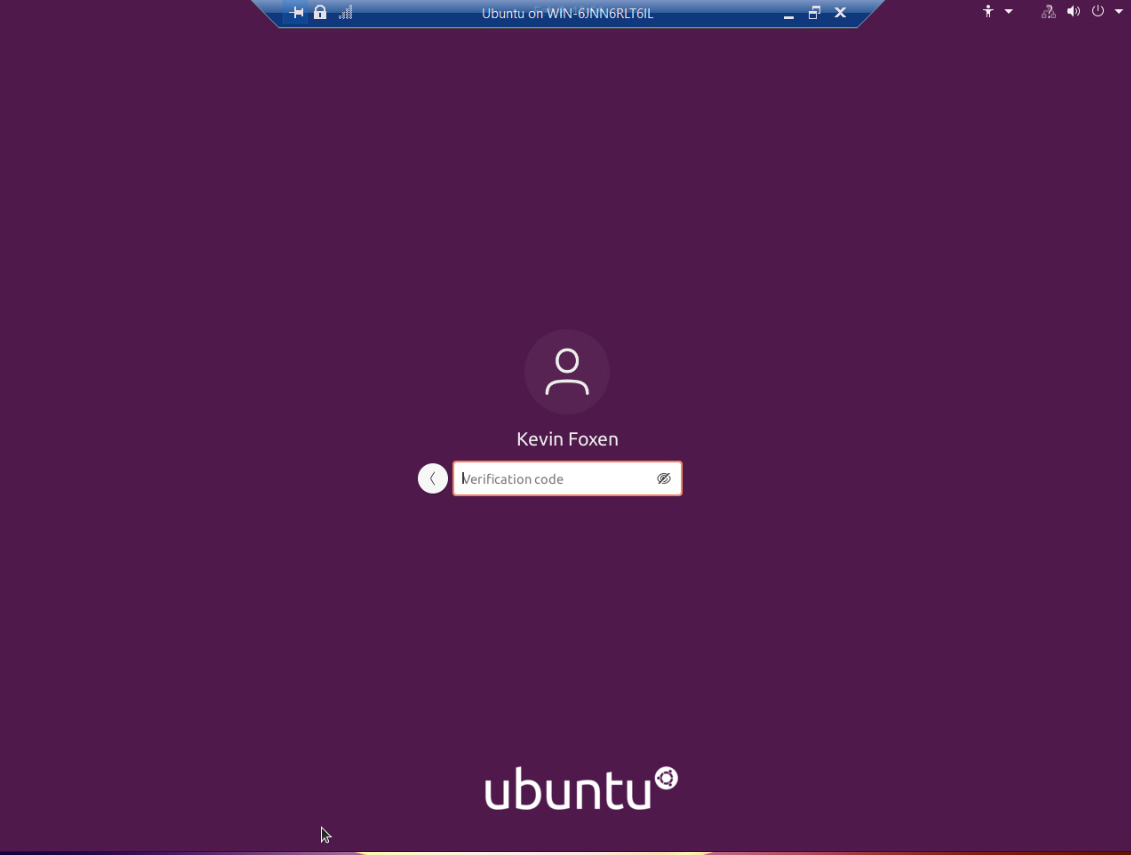 Ubuntu on WIN-6JNN6RLT6IL
Kevin Foxen
Verification code
ubuntu